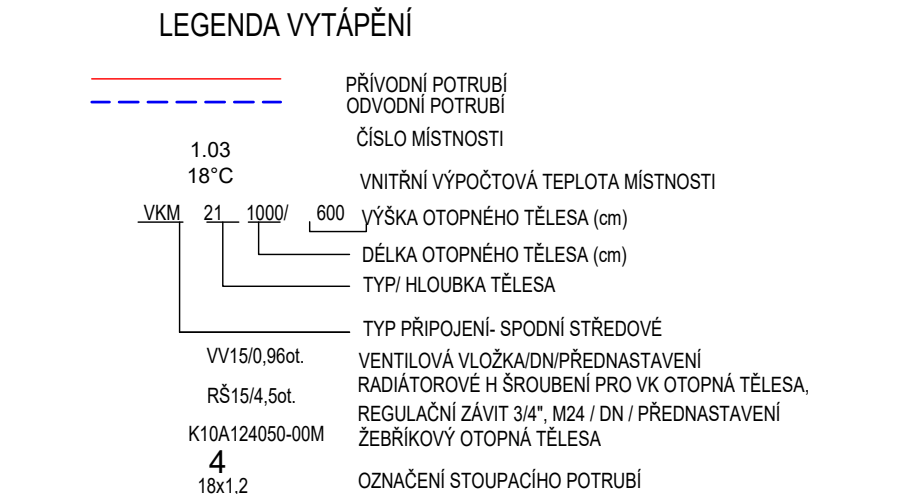 LEGENDA VYTÁPĚNÍ
PŘÍVODNÍ POTRUBÍ
ODVODNÍ POTRUBÍ
1.03 ČÍSLO MÍSTNOSTI
18°C VNITŘNÍ VÝPOČTOVÁ TEPLOTA MÍSTNOSTI
VKM 21 1000/ 600 VÝŠKA OTOPNÉHO TĚLESA (cm)
DÉLKA OTOPNÉHO TĚLESA (cm)
TYP/ HLOUBKA TĚLESA
TYP PŘIPOJENÍ- SPODNÍ STŘEDOVÉ
VV15/0,96ot. VENTILOVÁ VLOŽKA/DN/PŘEDNASTAVENÍ
RŠ15/4,5ot. RADIÁTOROVÉ H ŠROUBENÍ PRO VK OTOPNÁ TĚLESA,
REGULAČNÍ ZÁVIT 3/4", M24 / DN / PŘEDNASTAVENÍ
K10A124050-00M ŽEBŘÍKOVÝ OTOPNÁ TĚLESA
4
18x1,2 OZNAČENÍ STOUPACÍHO POTRUBÍ